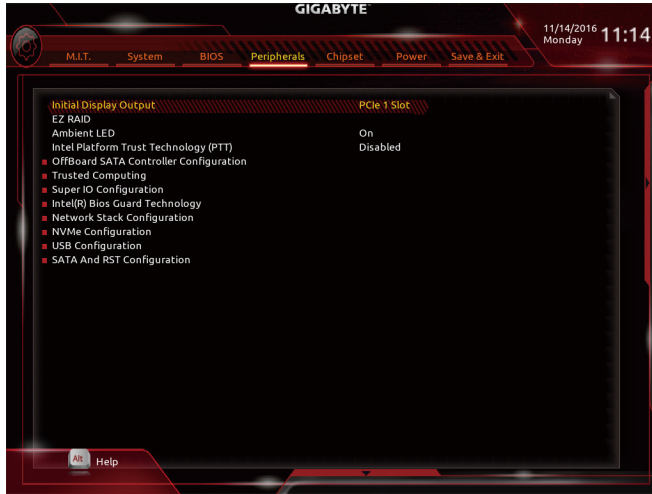 GIGABYTE
11/14/2016 Monday 11:14
M.I.T. System BIOS Peripherals Chipset Power Save & Exit
Initial Display Output PCIe 1 Slot
EZ RAID
Ambient LED On
Intel Platform Trust Technology (PTT) Disabled
OffBoard SATA Controller Configuration
Trusted Computing
Super IO Configuration
Intel(R) Bios Guard Technology
Network Stack Configuration
NVMe Configuration
USB Configuration
SATA And RST Configuration
Alt Help